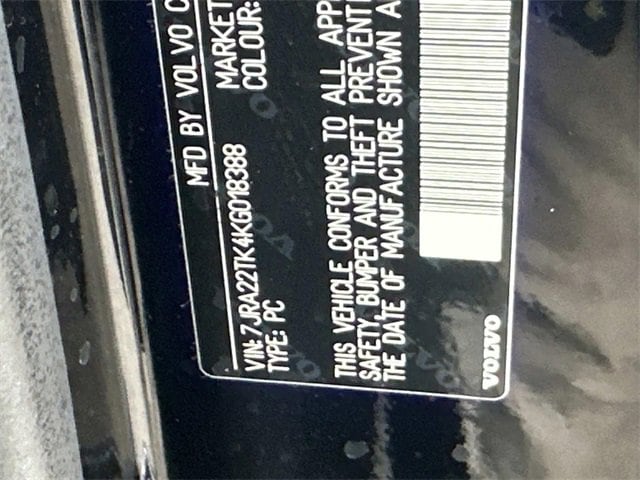 MFD BY VOLVO C
MARKET
COLOUR:
VIN: 7JRA22TK4KG018388
TYPE: PC
THIS VEHICLE CONFORMS TO ALL APP
SAFETY, BUMPER AND THEFT PREVENTI
THE DATE OF MANUFACTURE SHOWN A
VOLVO